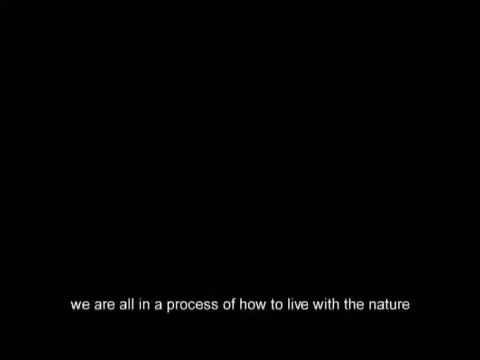 we are all in a process of how to live with the nature